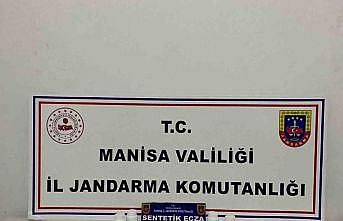 T.C.
MANİSA VALİLİĞİ
İL JANDARMA KOMUTANLIĞI
SENTETİK ECZA